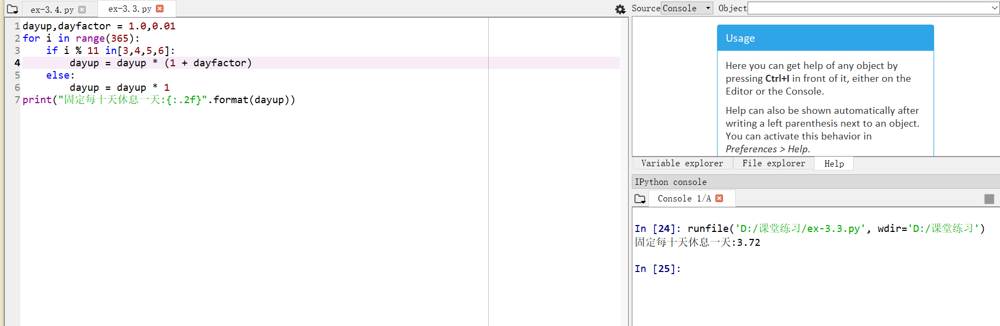 ex-3.4.py
ex-3.3.py
1 dayup,dayfactor = 1.0,0.01
2 for i in range(365):
3     if i % 11 in[3,4,5,6]:
4         dayup = dayup * (1 + dayfactor)
5     else:
6         dayup = dayup * 1
7 print("固定每十天休息一天:{:.2f}".format(dayup))
Source Console Object
Usage
Here you can get help of any object by
pressing Ctrl+I in front of it, either on the
Editor or the Console.
Help can also be shown automatically after
writing a left parenthesis next to an object.
You can activate this behavior in
Preferences > Help.
Variable explorer File explorer Help
IPython console
Console 1/A
In [24]: runfile('D:/课堂练习/ex-3.3.py', wdir='D:/课堂练习')
固定每十天休息一天:3.72
In [25]: